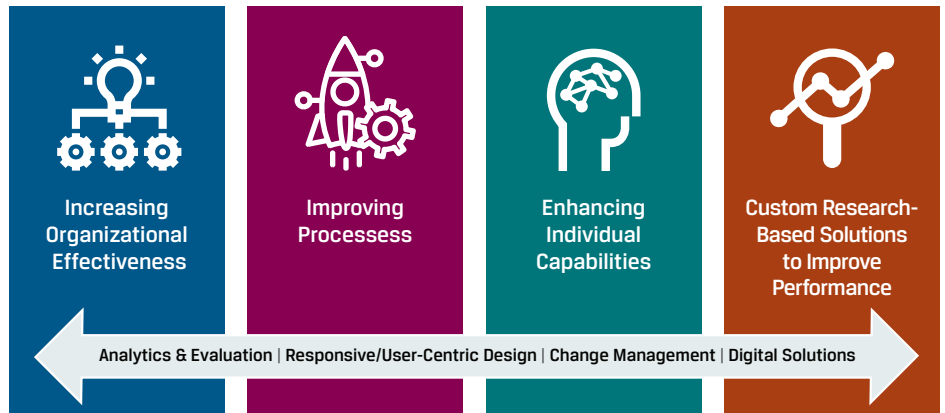 Increasing
Organizational
Effectiveness
Improving
Processess
Enhancing
Individual
Capabilities
Custom Research-
Based Solutions
to Improve
Performance
Analytics & Evaluation | Responsive/User-Centric Design | Change Management | Digital Solutions